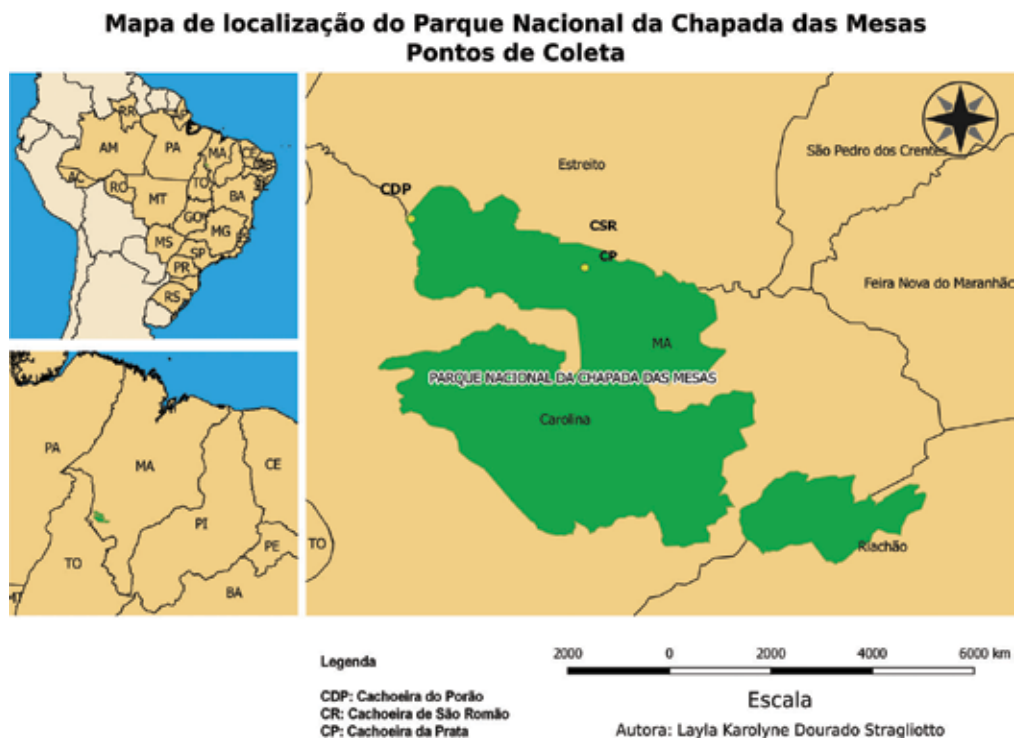 Mapa de localização do Parque Nacional da Chapada das Mesas
Pontos de Coleta
RR
AM
PA
MA
CE
AC
RO
TO
MT
BA
GO
MG
MS
SP
PR
RS
PA
MA
CE
PI
TO
PE
BA
MT
TO
Estreito
São Pedro dos Crentes
CDP
CSR
CP
Feira Nova do Maranhão
MA
PARQUE NACIONAL DA CHAPADA DAS MESAS
Carolina
Riachão
Legenda
CDP: Cachoeira do Porão
CR: Cachoeira de São Romão
CP: Cachoeira da Prata
2000 0 2000 4000 6000 km
Escala
Autora: Layla Karolyne Dourado Stragliotto